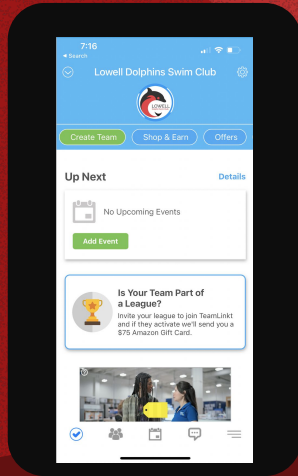 7:16
Search
Lowell Dolphins Swim Club
LOWELL
Create Team
Shop & Earn
Offers
Up Next
Details
No Upcoming Events
Add Event
Is Your Team Part of
a League?
Invite your league to join TeamLinkt
and if they activate we'll send you a
$75 Amazon Gift Card.